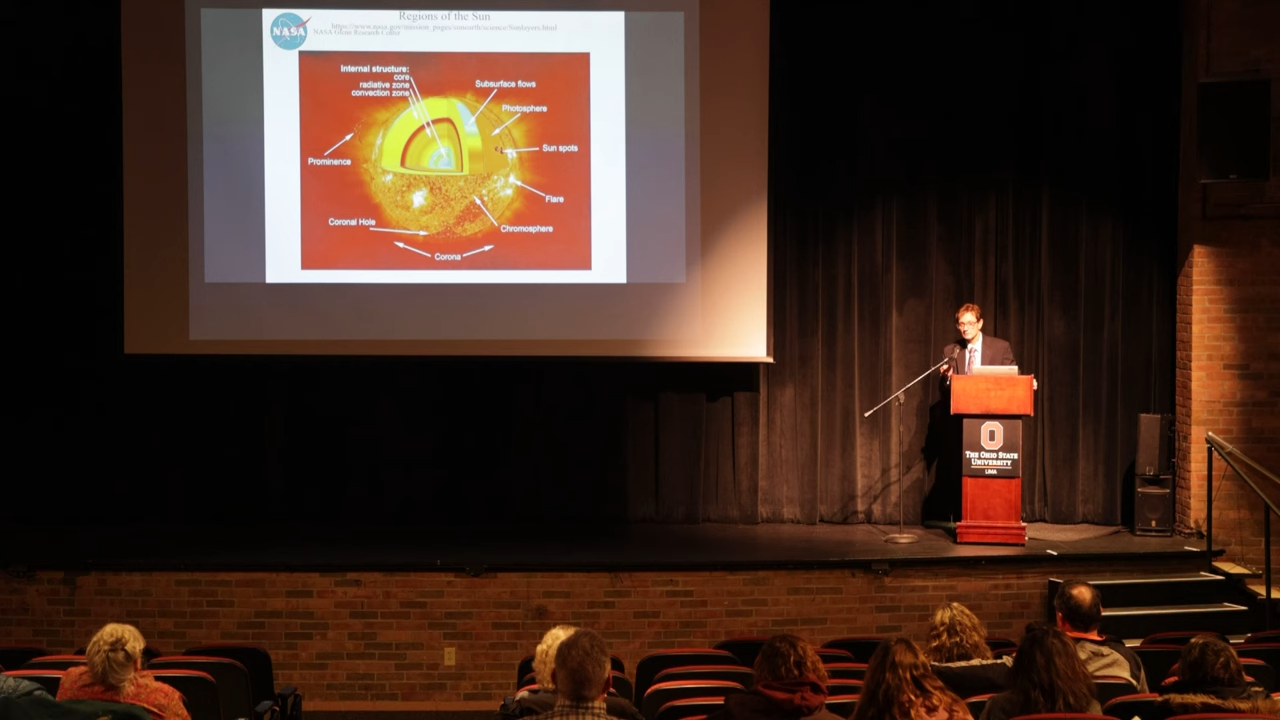 Regions of the Sun
NASA
NASA Glenn Research Center
Internal structure:
core
radiative zone
convection zone
Subsurface flows
Photosphere
Sun spots
Prominence
Flare
Coronal Hole
Chromosphere
Corona
THE OHIO STATE
UNIVERSITY
LIMA